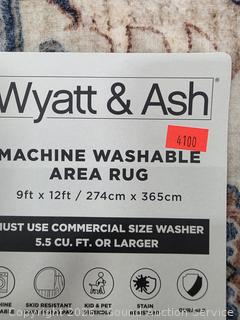 Wyatt & Ash
4100
MACHINE WASHABLE
AREA RUG
9ft x 12ft / 274cm x 365cm
MUST USE COMMERCIAL SIZE WASHER
5.5 CU. FT. OR LARGER
SKID RESISTANT
KID & PET
STAIN